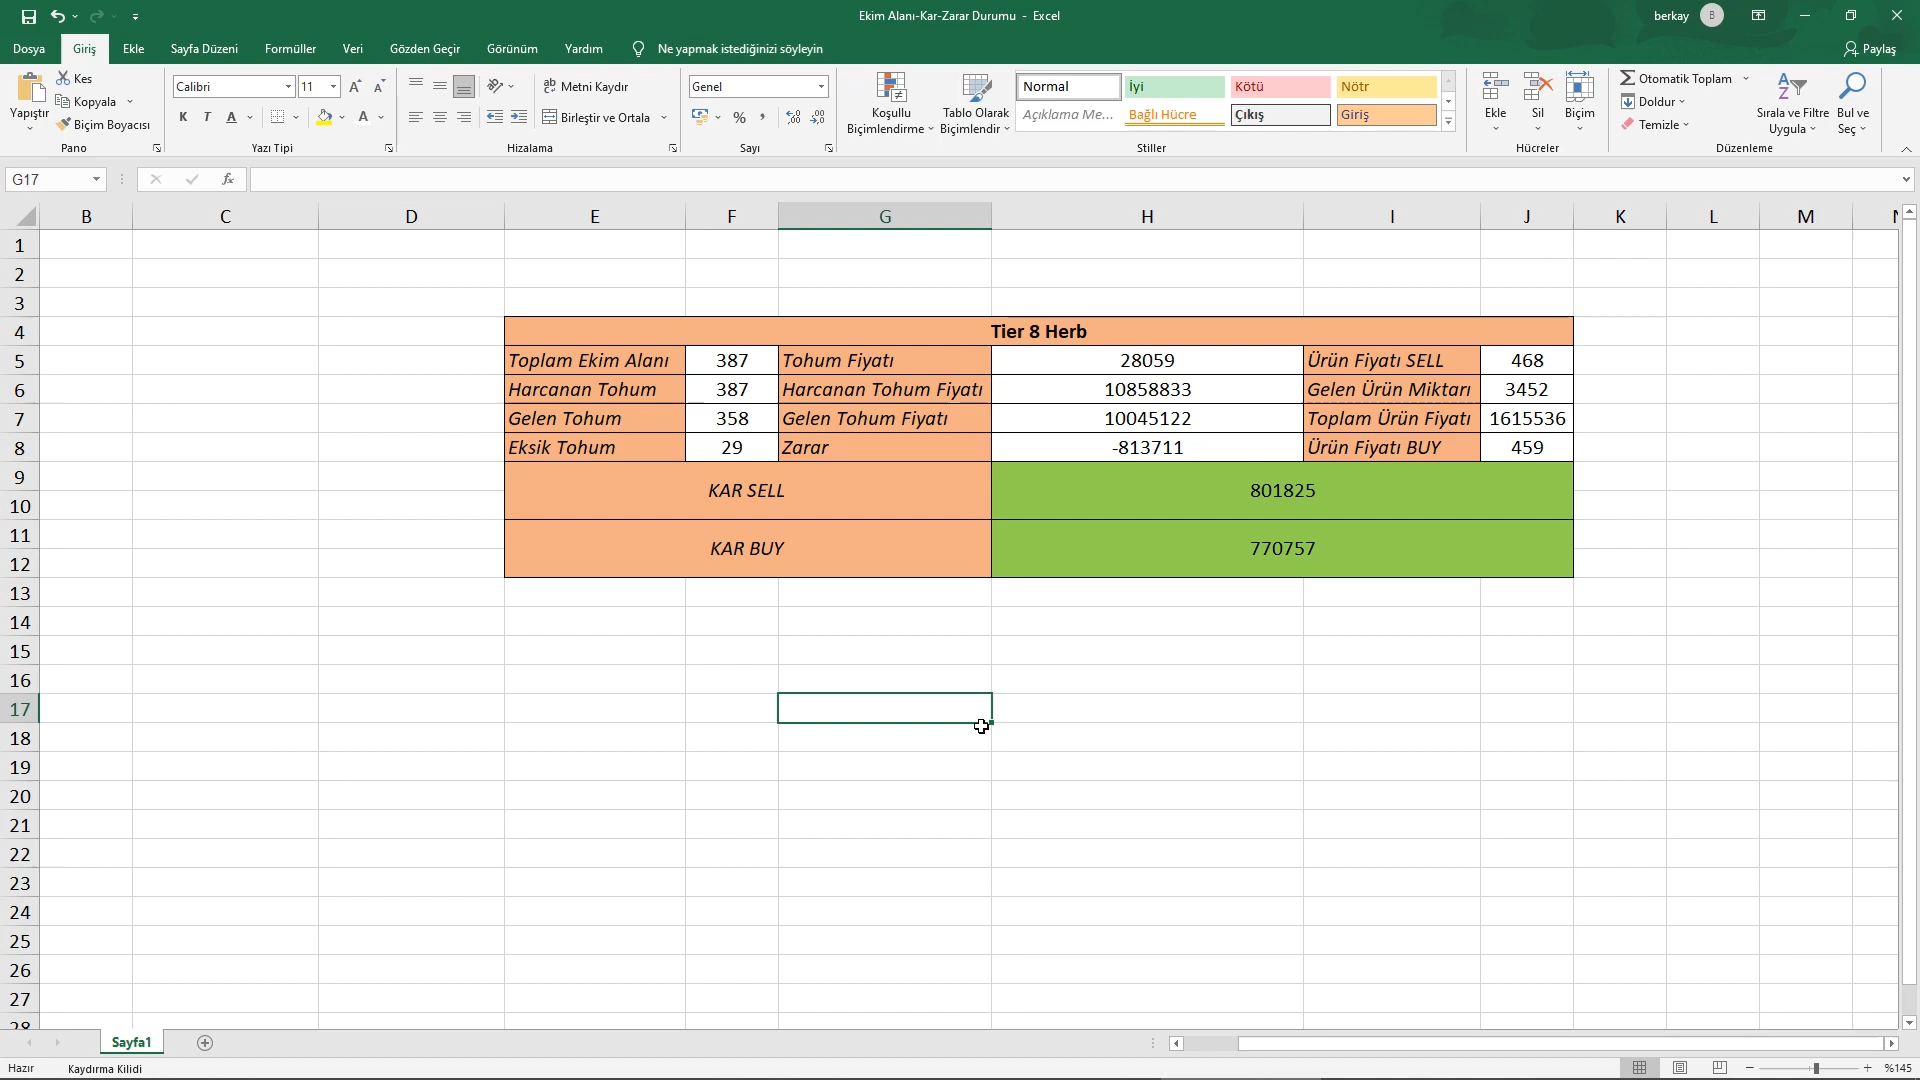 Ekim Alanı-Kar-Zarar Durumu - Excel
berkay B
Dosya Giriş Ekle Sayfa Düzeni Formüller Veri Gözden Geçir Görünüm Yardım Ne yapmak istediğinizi söyleyin Paylaş
Yapıştır
Kes
Kopyala
Biçim Boyacısı
Pano
Calibri 11
K T A
Yazı Tipi
Metni Kaydır
Birleştir ve Ortala
Hizalama
Genel
%
Sayı
Koşullu Biçimlendirme
Tablo Olarak Biçimlendir
Normal İyi Kötü Nötr
Açıklama Me... Bağlı Hücre Çıkış Giriş
Stiller
Ekle Sil Biçim
Hücreler
Otomatik Toplam
Doldur
Temizle
Sırala ve Filtre Uygula
Bul ve Seç
Düzenleme
G17 fx
B C D E F G H I J K L M N
1
2
3
4 Tier 8 Herb
5 Toplam Ekim Alanı 387 Tohum Fiyatı 28059 Ürün Fiyatı SELL 468
6 Harcanan Tohum 387 Harcanan Tohum Fiyatı 10858833 Gelen Ürün Miktarı 3452
7 Gelen Tohum 358 Gelen Tohum Fiyatı 10045122 Toplam Ürün Fiyatı 1615536
8 Eksik Tohum 29 Zarar -813711 Ürün Fiyatı BUY 459
9
KAR SELL 801825
10
11
KAR BUY 770757
12
13
14
15
16
17
18
19
20
21
22
23
24
25
26
27
28
Sayfa1
Hazır Kaydırma Kilidi %145